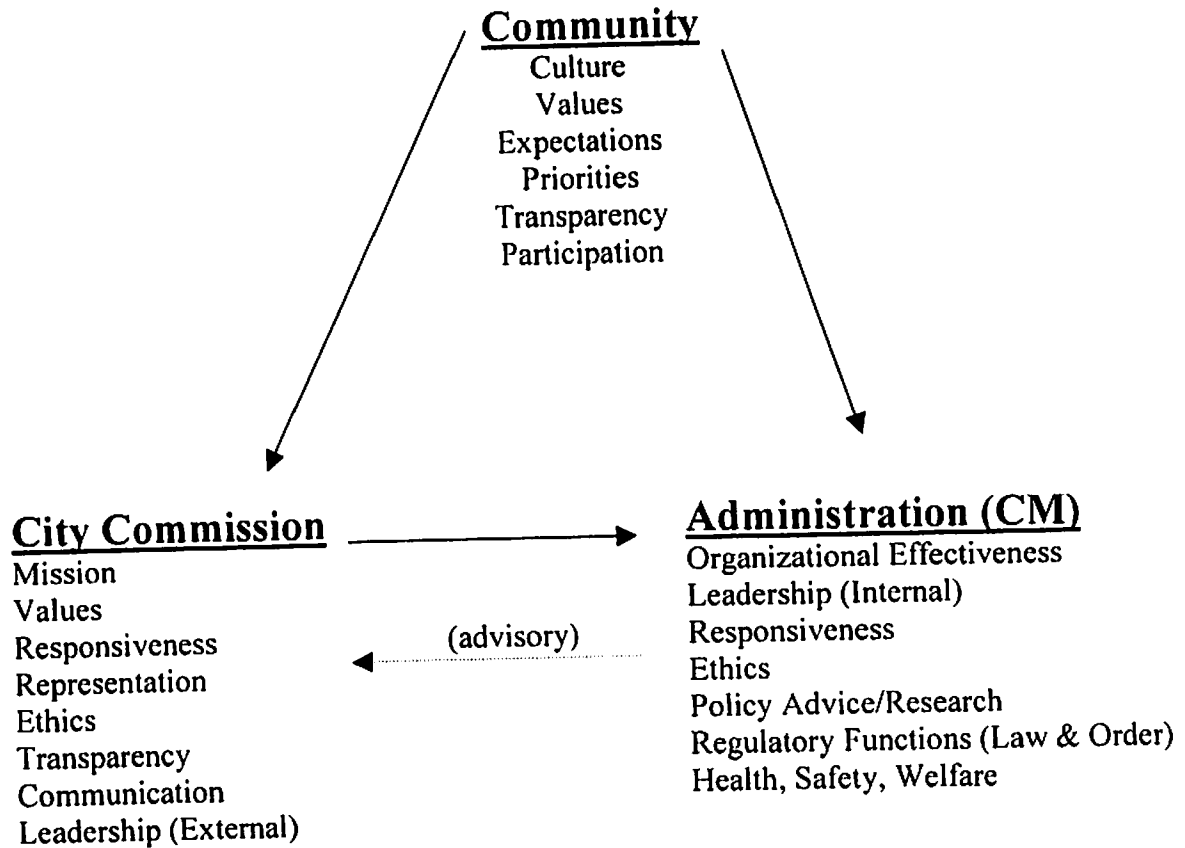 Community
Culture
Values
Expectations
Priorities
Transparency
Participation
City Commission
Mission
Values
Responsiveness
Representation
Ethics
Transparency
Communication
Leadership (External)
(advisory)
Administration (CM)
Organizational Effectiveness
Leadership (Internal)
Responsiveness
Ethics
Policy Advice/Research
Regulatory Functions (Law & Order)
Health, Safety, Welfare